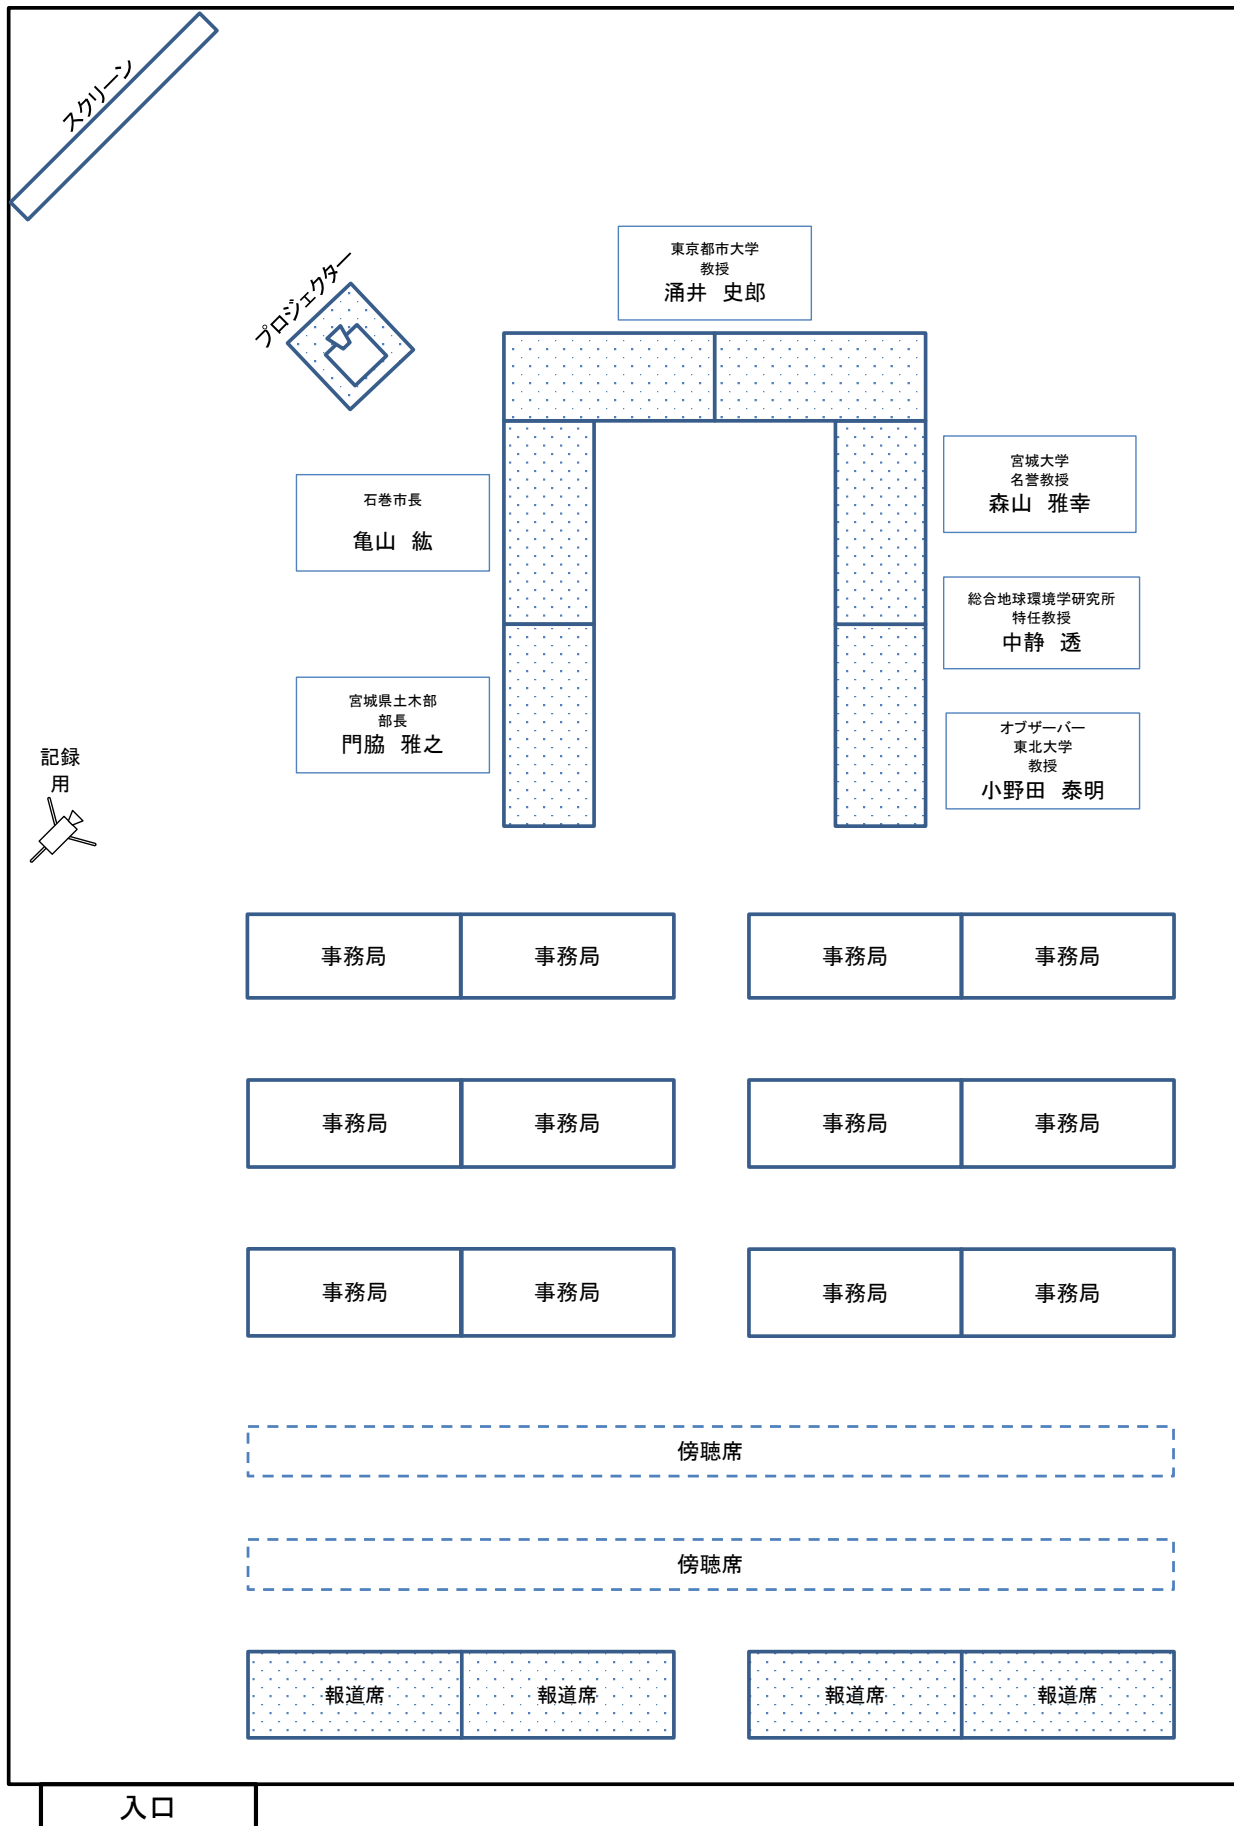 スクリーン
プロジェクター
東京都市大学
教授
涌井 史郎
石巻市長
亀山 紘
宮城大学
名誉教授
森山 雅幸
総合地球環境学研究所
特任教授
中静 透
宮城県土木部
部長
門脇 雅之
オブザーバー
東北大学
教授
小野田 泰明
記録
用
事務局 事務局 事務局 事務局
事務局 事務局 事務局 事務局
事務局 事務局 事務局 事務局
傍聴席
傍聴席
報道席 報道席 報道席 報道席
入口